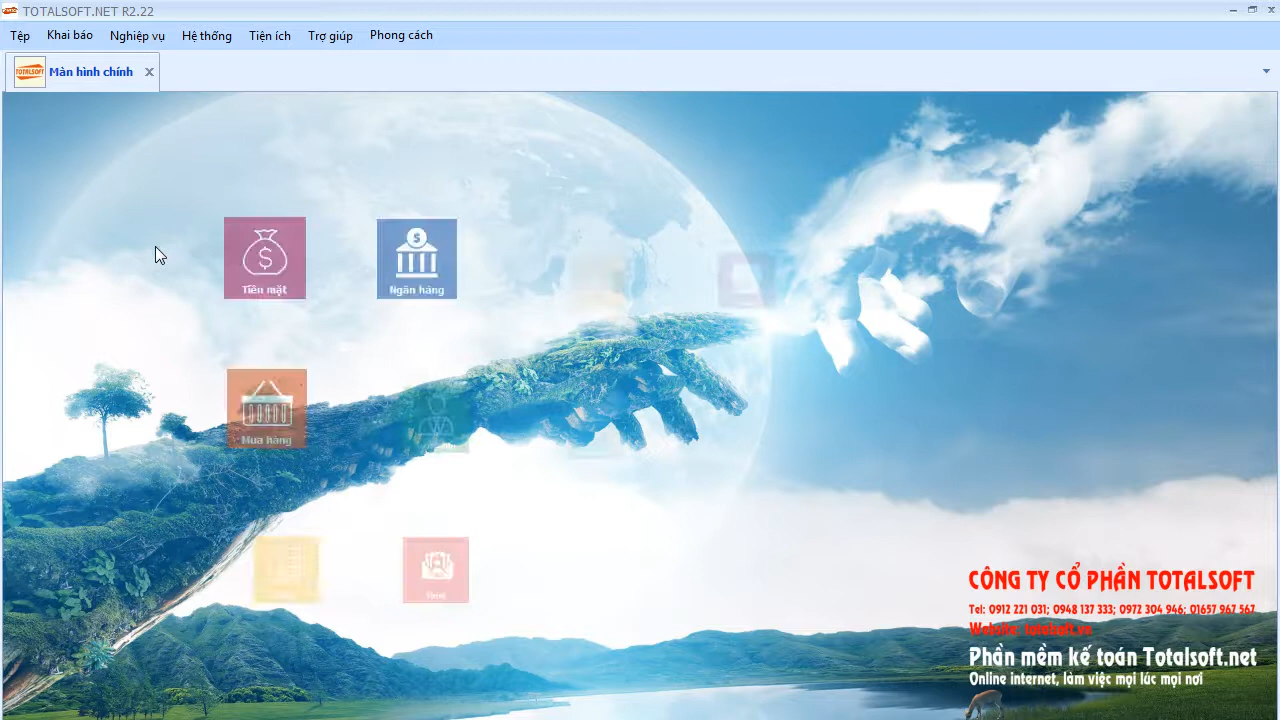 TOTALSOFT.NET R2.22
Tệp Khai báo Nghiệp vụ Hệ thống Tiện ích Trợ giúp Phong cách
TOTALSOFT Màn hình chính
Tiền mặt Ngân hàng
Mua hàng
CÔNG TY CỔ PHẦN TOTALSOFT
Tel: 0912 221 031; 0948 137 333; 0972 304 946; 01657 967 567
Website: totalsoft.vn
Phần mềm kế toán Totalsoft.net
Online internet, làm việc mọi lúc mọi nơi